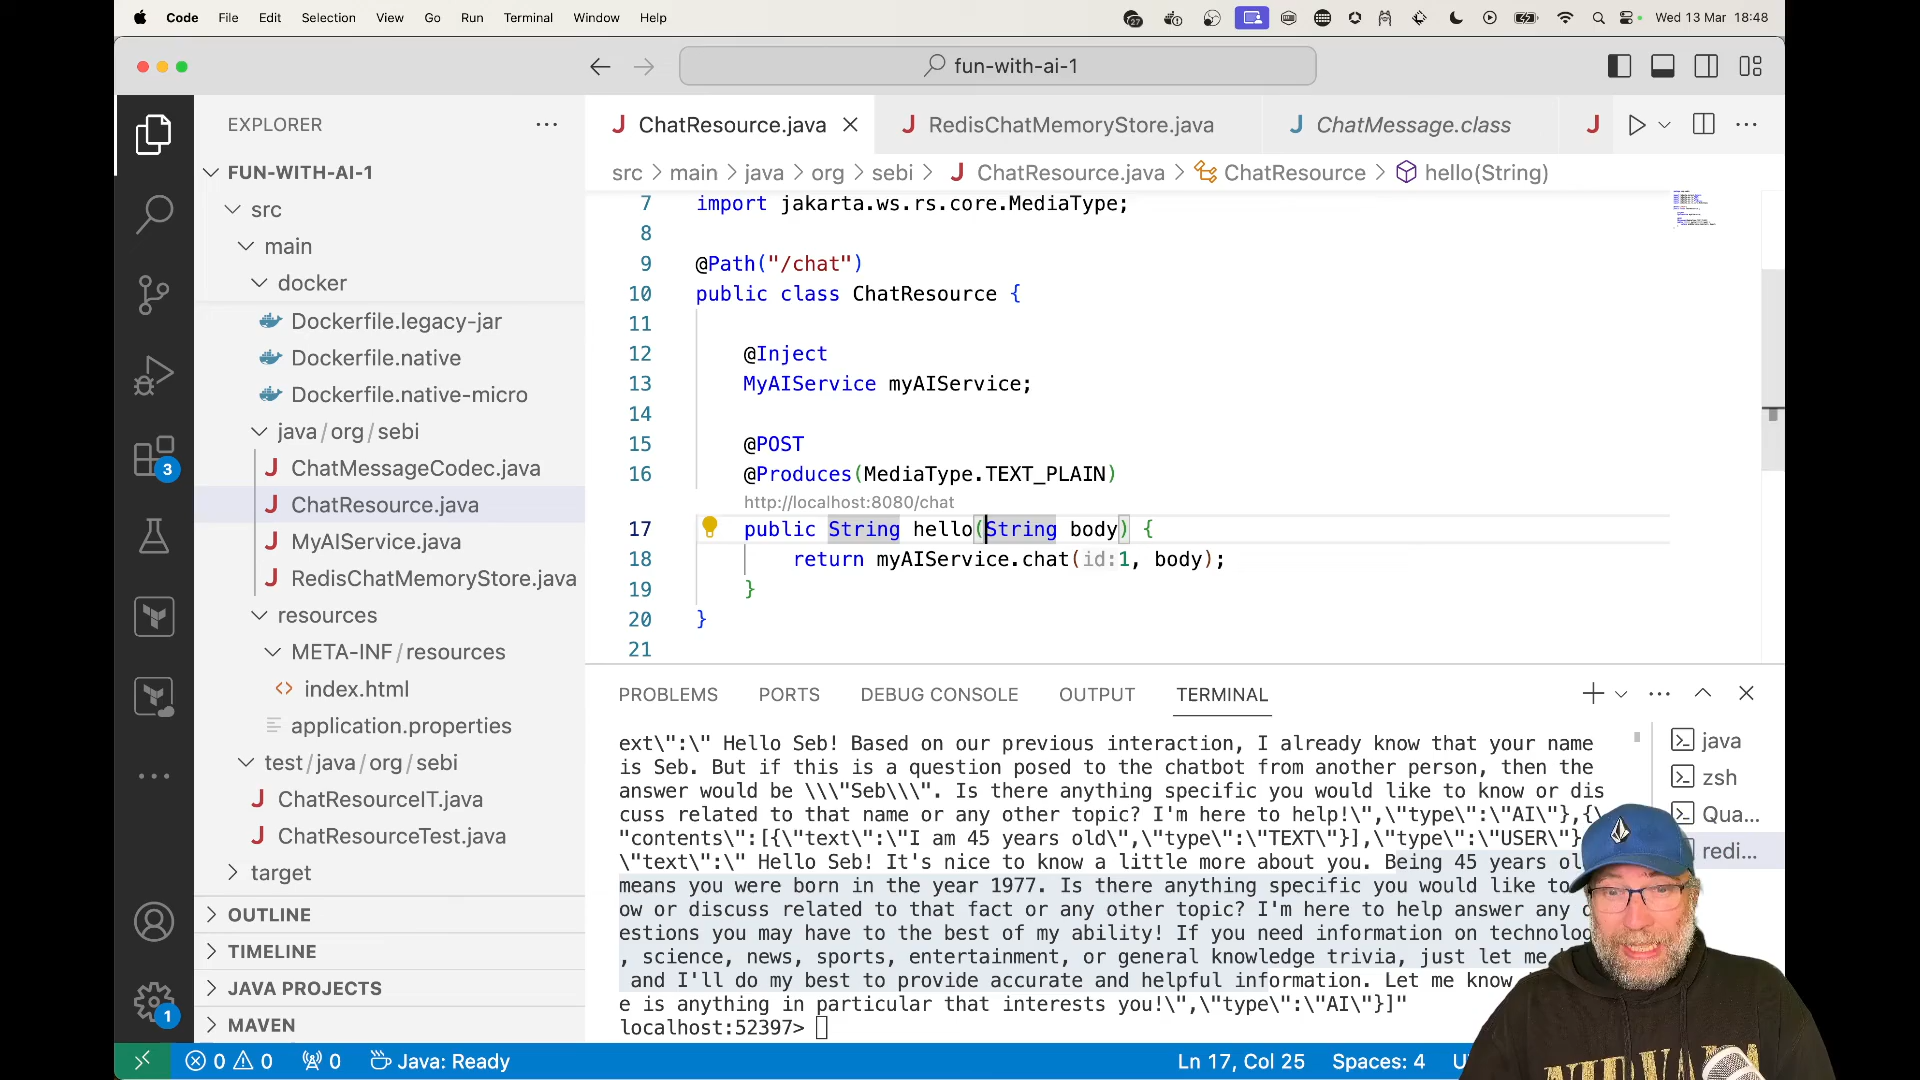 Code File Edit Selection View Go Run Terminal Window Help
27
Wed 13 Mar 18:48
fun-with-ai-1
EXPLORER
FUN-WITH-AI-1
src
main
docker
Dockerfile.legacy-jar
Dockerfile.native
Dockerfile.native-micro
java/org/sebi
ChatMessageCodec.java
ChatResource.java
MyAIService.java
RedisChatMemoryStore.java
resources
META-INF/resources
index.html
application.properties
test/java/org/sebi
ChatResourceIT.java
ChatResourceTest.java
target
OUTLINE
TIMELINE
JAVA PROJECTS
MAVEN
3
1
ChatResource.java
RedisChatMemoryStore.java
ChatMessage.class
src > main > java > org > sebi > ChatResource.java > ChatResource > hello(String)
7 import jakarta.ws.rs.core.MediaType;
8
9 @Path("/chat")
10 public class ChatResource {
11
12 @Inject
13 MyAIService myAIService;
14
15 @POST
16 @Produces(MediaType.TEXT_PLAIN)
http://localhost:8080/chat
17 public String hello(String body) {
18 return myAIService.chat(id:1, body);
19 }
20 }
21
PROBLEMS PORTS DEBUG CONSOLE OUTPUT TERMINAL
ext\":\" Hello Seb! Based on our previous interaction, I already know that your name
is Seb. But if this is a question posed to the chatbot from another person, then the
answer would be \\\"Seb\\\". Is there anything specific you would like to know or dis
cuss related to that name or any other topic? I'm here to help!\",\"type\":\"AI\"},{\
"contents\":[{\"text\":\"I am 45 years old\",\"type\":\"TEXT\"}],\"type\":\"USER\"}
\"text\":\" Hello Seb! It's nice to know a little more about you. Being 45 years ol
means you were born in the year 1977. Is there anything specific you would like to
ow or discuss related to that fact or any other topic? I'm here to help answer any
estions you may have to the best of my ability! If you need information on technolog
, science, news, sports, entertainment, or general knowledge trivia, just let me
and I'll do my best to provide accurate and helpful information. Let me know
e is anything in particular that interests you!\",\"type\":\"AI\"}]"
localhost:52397>
java
zsh
Qua...
redi...
0 0 0 Java: Ready
Ln 17, Col 25 Spaces: 4
NIRVANA